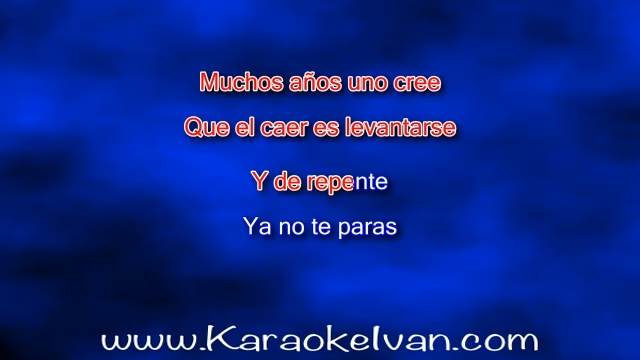 Muchos años uno cree
Que el caer es levantarse
Y de repente
Ya no te paras
www.KaraokeIvan.com